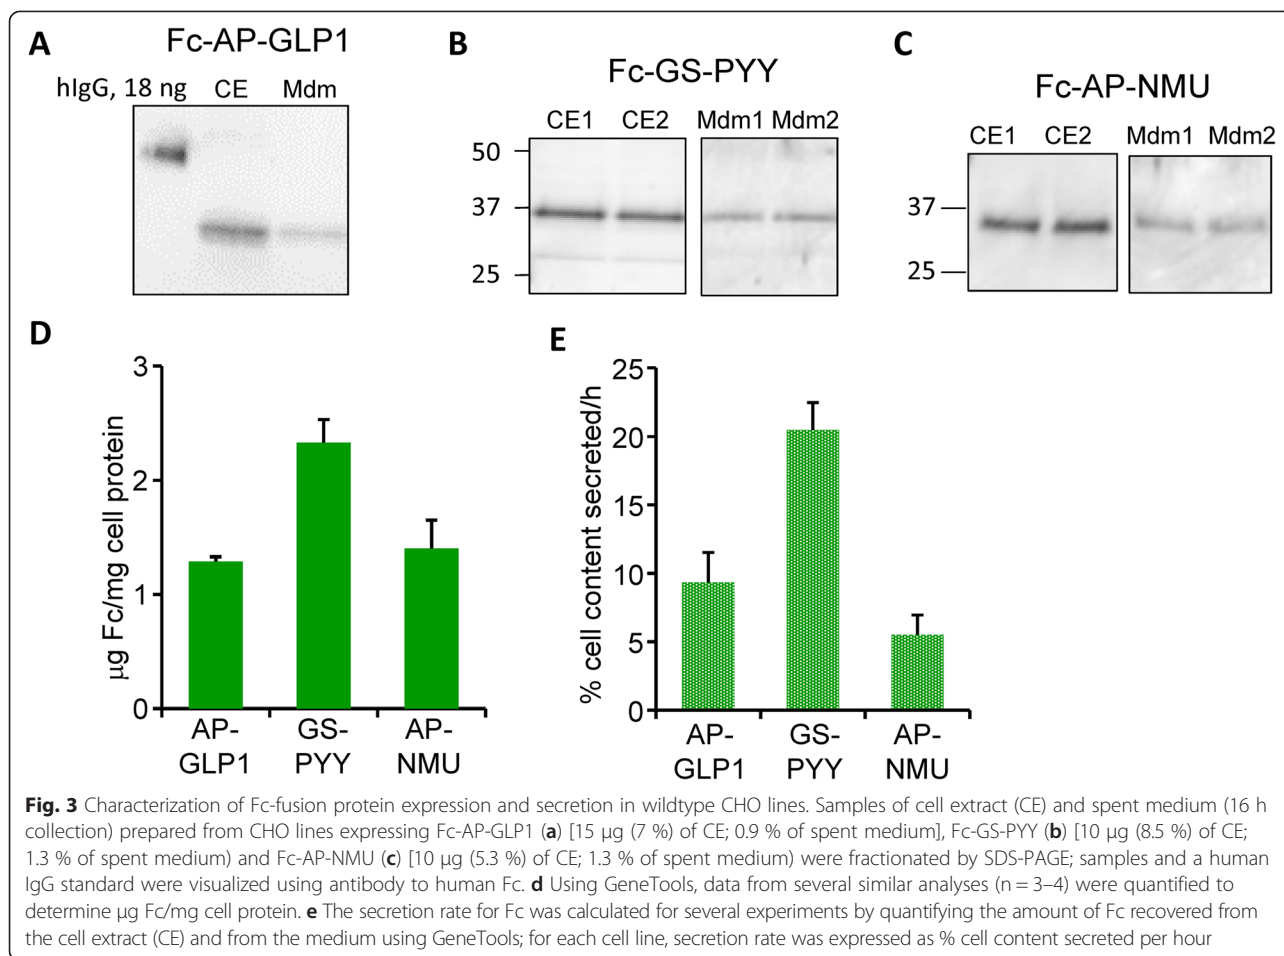 A
Fc-AP-GLP1
hIgG, 18 ng CE Mdm
B
Fc-GS-PYY
CE1 CE2 Mdm1 Mdm2
50
37
25
C
Fc-AP-NMU
CE1 CE2 Mdm1 Mdm2
37
25
D
µg Fc/mg cell protein
3
2
1
0
AP-
GLP1
GS-
PYY
AP-
NMU
E
% cell content secreted/h
25
20
15
10
5
0
AP-
GLP1
GS-
PYY
AP-
NMU
Fig. 3 Characterization of Fc-fusion protein expression and secretion in wildtype CHO lines. Samples of cell extract (CE) and spent medium (16 h
collection) prepared from CHO lines expressing Fc-AP-GLP1 (a) [15 µg (7 %) of CE; 0.9 % of spent medium], Fc-GS-PYY (b) [10 µg (8.5 %) of CE;
1.3 % of spent medium) and Fc-AP-NMU (c) [10 µg (5.3 %) of CE; 1.3 % of spent medium) were fractionated by SDS-PAGE; samples and a human
IgG standard were visualized using antibody to human Fc. d Using GeneTools, data from several similar analyses (n = 3–4) were quantified to
determine µg Fc/mg cell protein. e The secretion rate for Fc was calculated for several experiments by quantifying the amount of Fc recovered from
the cell extract (CE) and from the medium using GeneTools; for each cell line, secretion rate was expressed as % cell content secreted per hour